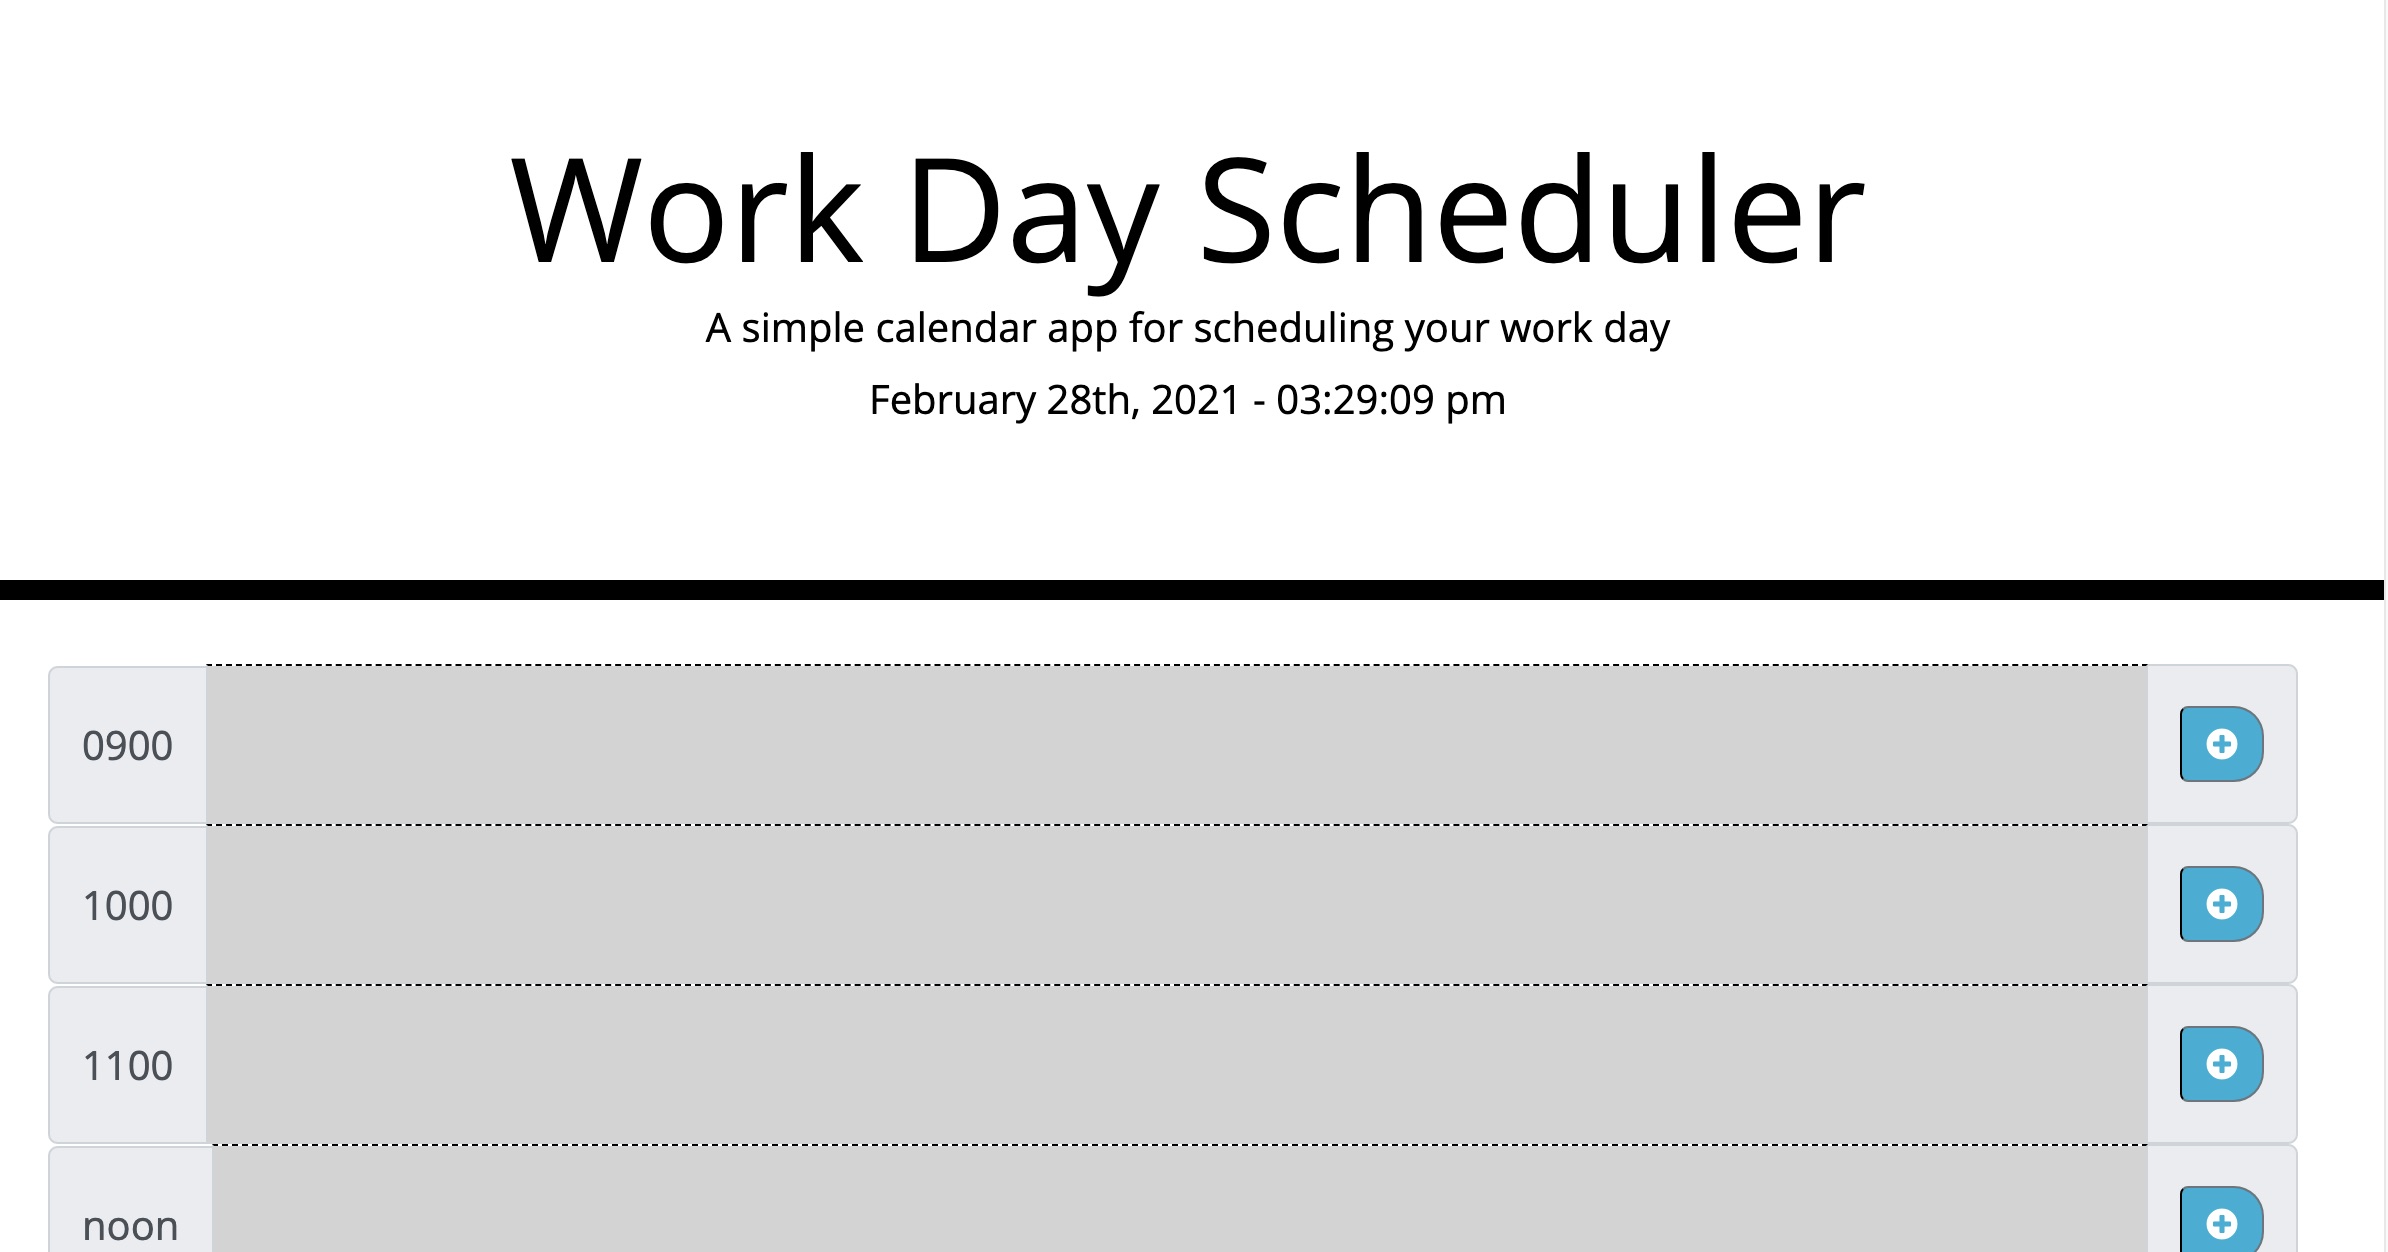 Work Day Scheduler
A simple calendar app for scheduling your work day
February 28th, 2021 - 03:29:09 pm
0900
1000
1100
noon